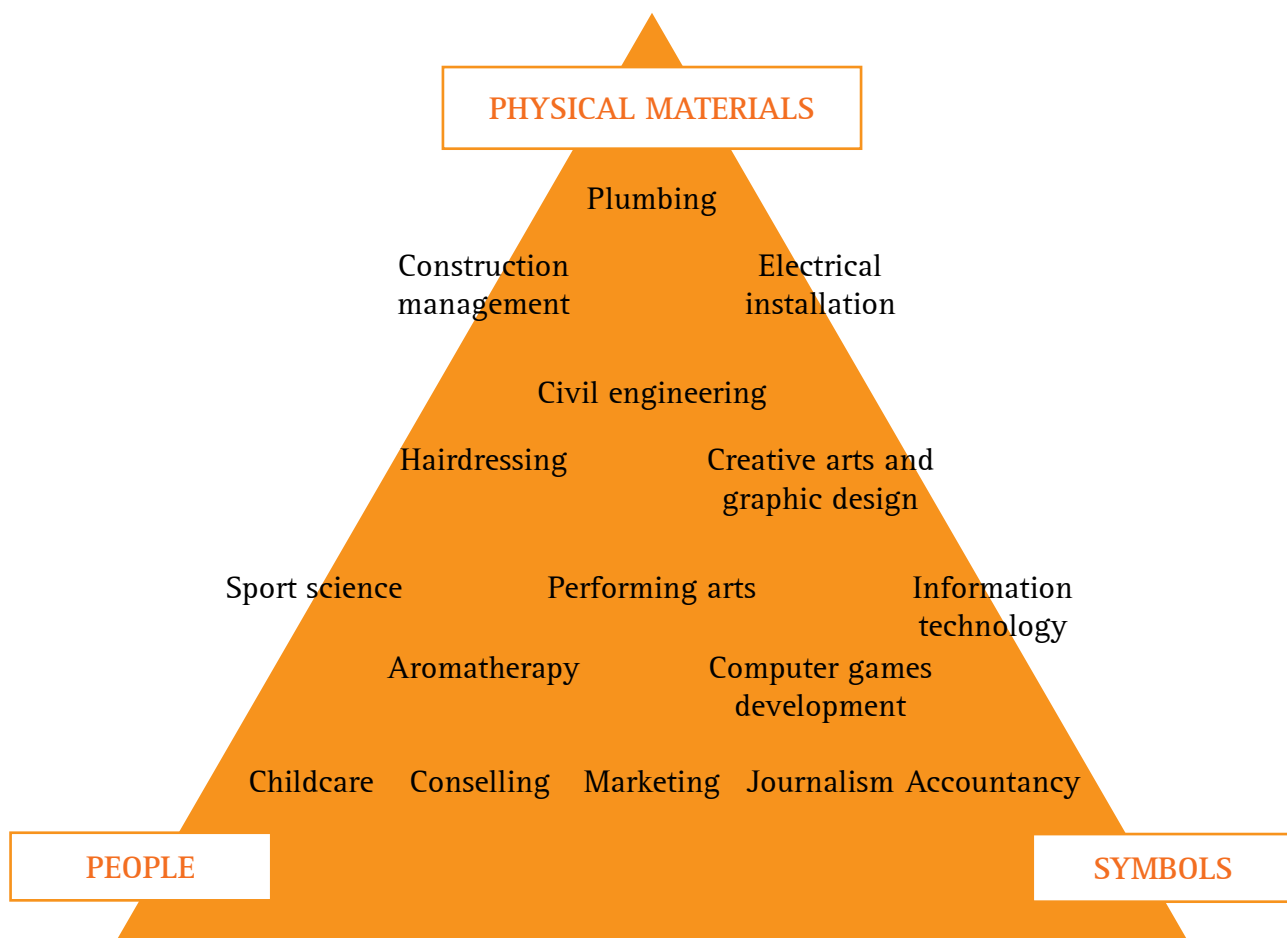 PHYSICAL MATERIALS
Plumbing
Construction
management
Electrical
installation
Civil engineering
Hairdressing
Creative arts and
graphic design
Sport science
Performing arts
Information
technology
Aromatherapy
Computer games
development
Childcare
Conselling
Marketing
Journalism
Accountancy
PEOPLE
SYMBOLS